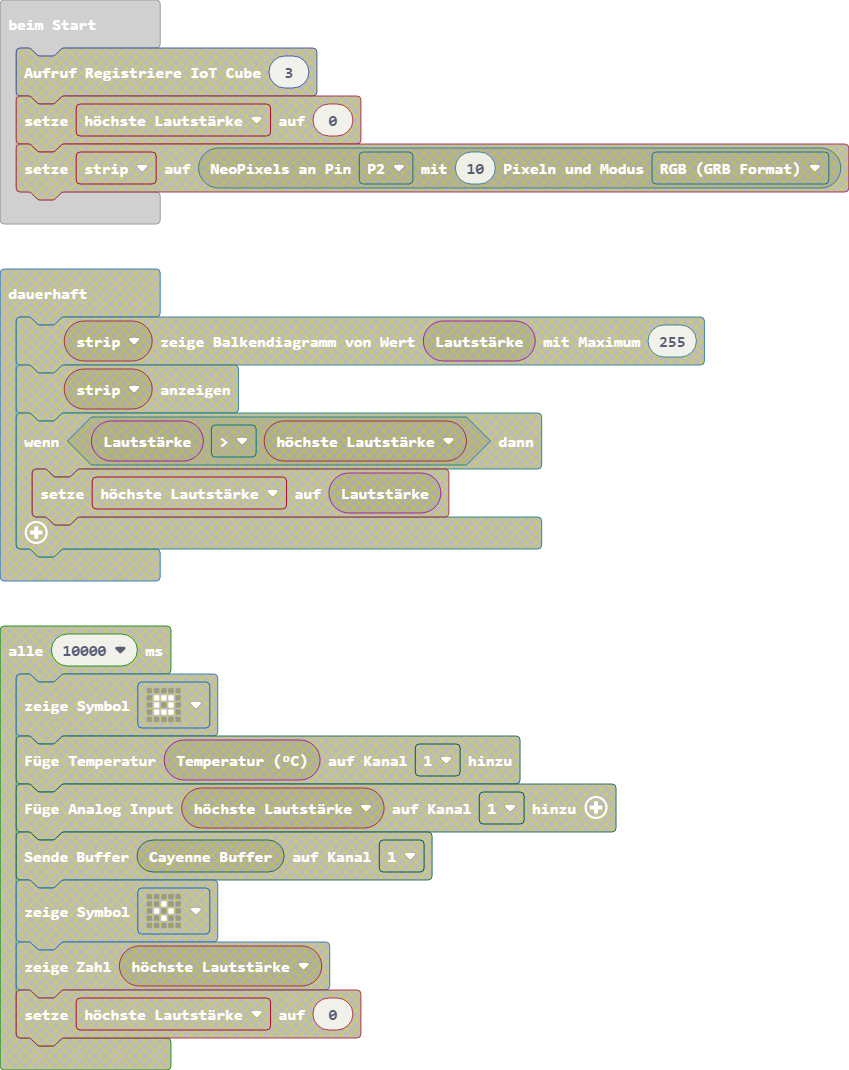 beim Start
Aufruf Registriere IoT Cube 3
setze höchste Lautstärke auf 0
setze strip auf NeoPixels an Pin P2 mit 10 Pixeln und Modus RGB (GRB Format)
dauerhaft
strip zeige Balkendiagramm von Wert Lautstärke mit Maximum 255
strip anzeigen
wenn Lautstärke > höchste Lautstärke dann
setze höchste Lautstärke auf Lautstärke
alle 10000 ms
zeige Symbol
Füge Temperatur Temperatur (°C) auf Kanal 1 hinzu
Füge Analog Input höchste Lautstärke auf Kanal 1 hinzu
Sende Buffer Cayenne Buffer auf Kanal 1
zeige Symbol
zeige Zahl höchste Lautstärke
setze höchste Lautstärke auf 0